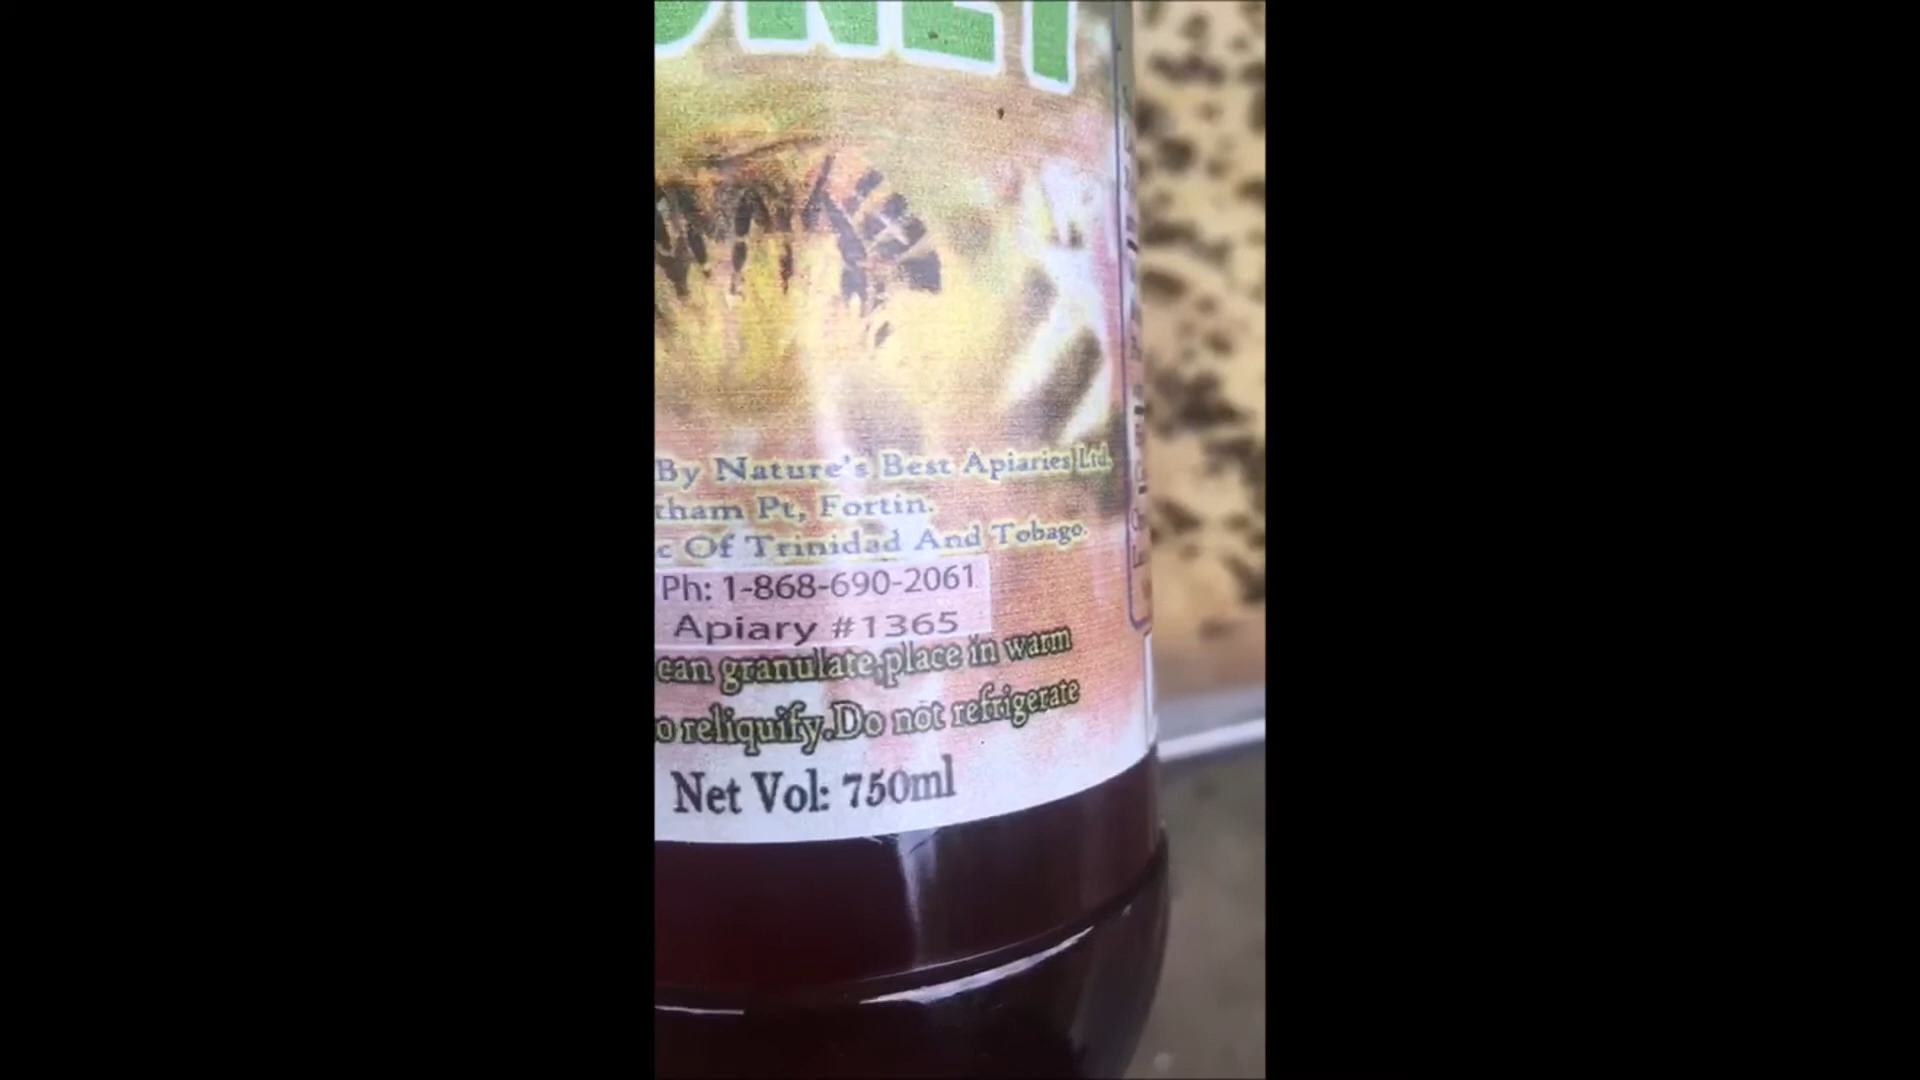 By Nature's Best Apiaries Ltd.
Pt, Fortin.
Of Trinidad And Tobago.
Ph: 1-868-690-2061
Apiary #1365
can granulate,place in warm
reliquify.Do not refrigerate
Net Vol: 750ml